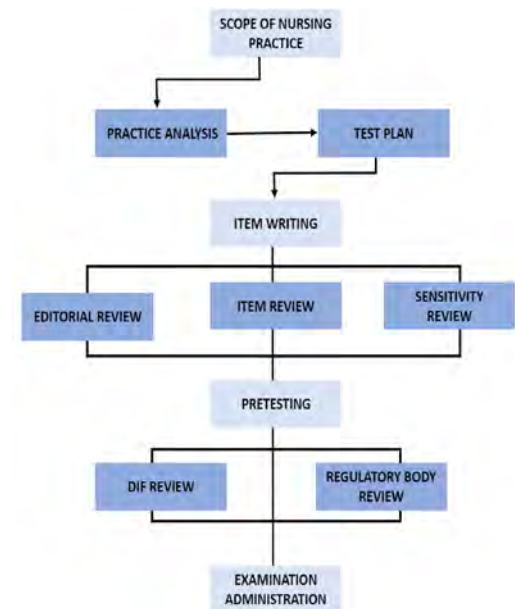 SCOPE OF NURSING
PRACTICE
PRACTICE ANALYSIS
TEST PLAN
ITEM WRITING
EDITORIAL REVIEW
ITEM REVIEW
SENSITIVITY
REVIEW
PRETESTING
DIF REVIEW
REGULATORY BODY
REVIEW
EXAMINATION
ADMINISTRATION